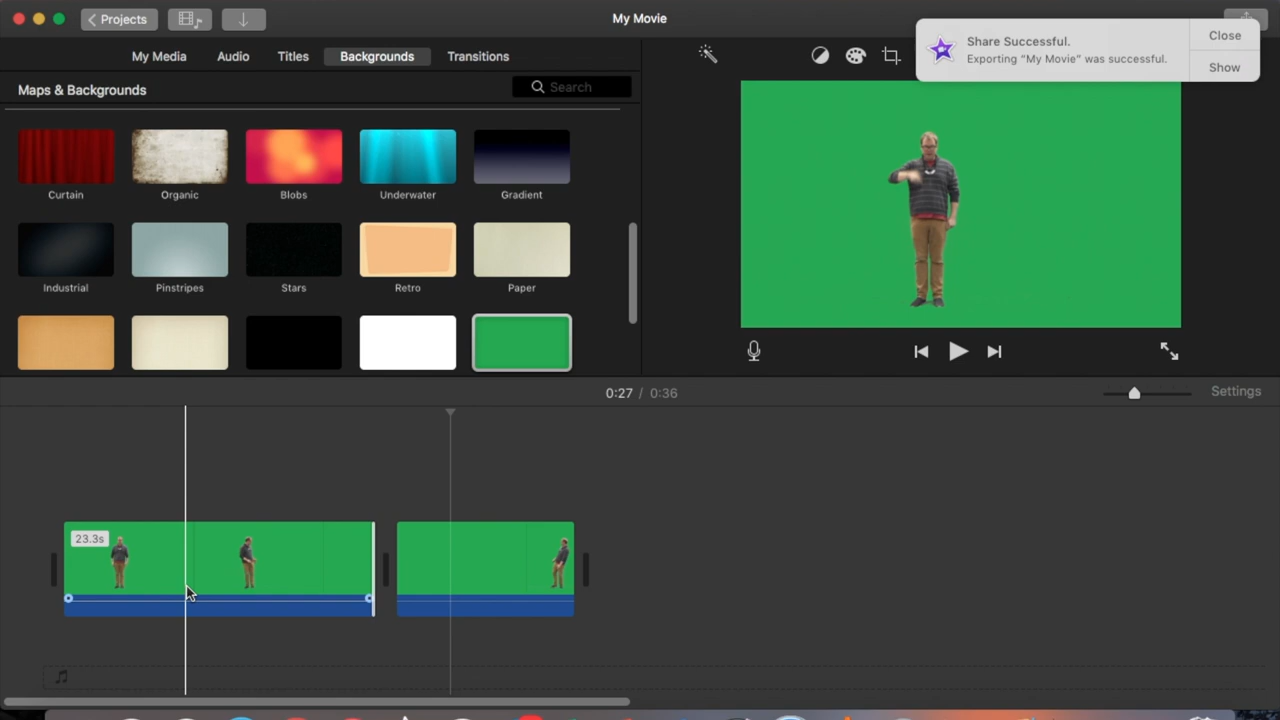 Projects
My Movie
Share Successful.
Exporting "My Movie" was successful.
Close
Show
My Media
Audio
Titles
Backgrounds
Transitions
Maps & Backgrounds
Search
Curtain
Organic
Blobs
Underwater
Gradient
Industrial
Pinstripes
Stars
Retro
Paper
0:27 / 0:36
Settings
23.3s